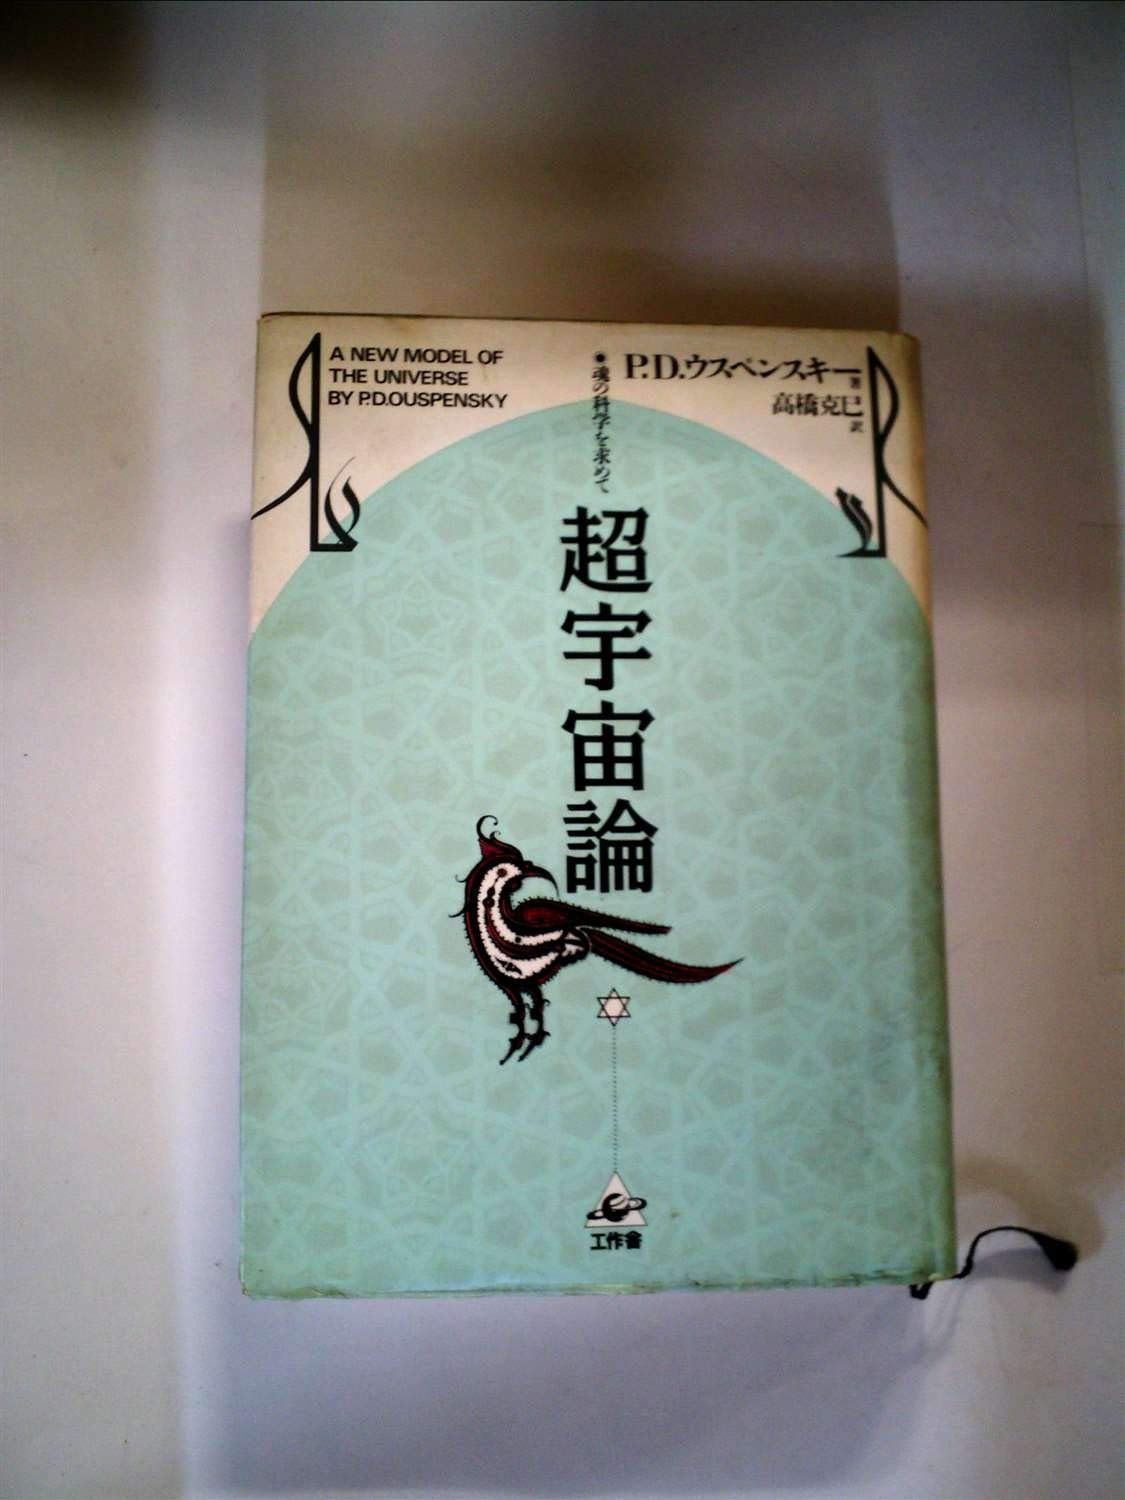 A NEW MODEL OF
THE UNIVERSE
BY P.D.OUSPENSKY
P.D.ウスペンスキー著
高橋克巳訳
●魂の科学を求めて
超宇宙論
工作舎